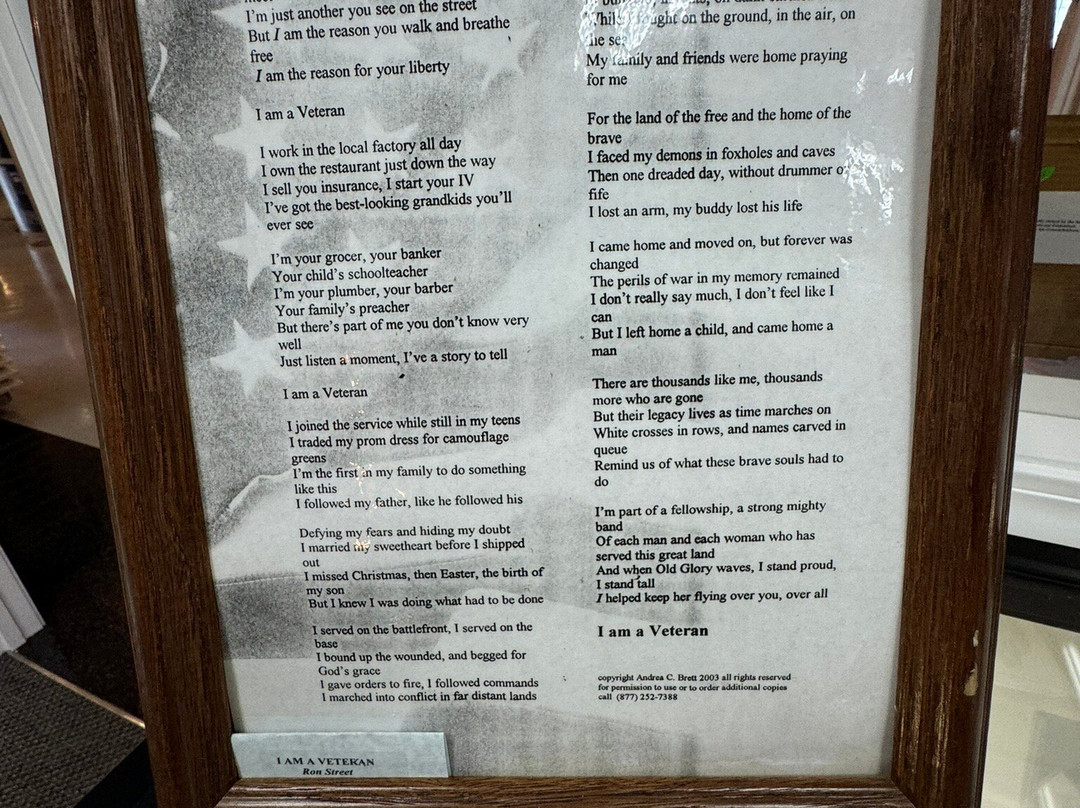 I'm just another you see on the street
But I am the reason you walk and breathe
free
I am the reason for your liberty
I am a Veteran
I work in the local factory all day
I own the restaurant just down the way
I sell you insurance, I start your IV
I've got the best-looking grandkids you'll
ever see
I'm your grocer, your banker
Your child's schoolteacher
I'm your plumber, your barber
Your family's preacher
But there's part of me you don't know very
well
Just listen a moment, I've a story to tell
I am a Veteran
I joined the service while still in my teens
I traded my prom dress for camouflage
greens
I'm the first in my family to do something
like this
I followed my father, like he followed his
Defying my fears and hiding my doubt
I married my sweetheart before I shipped
out
I missed Christmas, then Easter, the birth of
my son
But I knew I was doing what had to be done
I served on the battlefront, I served on the
base
I bound up the wounded, and begged for
God's grace
I gave orders to fire, I followed commands
I marched into conflict in far distant lands
While I fought on the ground, in the air, on
he sea
My family and friends were home praying
for me
For the land of the free and the home of the
brave
I faced my demons in foxholes and caves
Then one dreaded day, without drummer or
fife
I lost an arm, my buddy lost his life
I came home and moved on, but forever was
changed
The perils of war in my memory remained
I don't really say much, I don't feel like I
can
But I left home a child, and came home a
man
There are thousands like me, thousands
more who are gone
But their legacy lives as time marches on
White crosses in rows, and names carved in
queue
Remind us of what these brave souls had to
do
I'm part of a fellowship, a strong mighty
band
Of each man and each woman who has
served this great land
And when Old Glory waves, I stand proud,
I stand tall
I helped keep her flying over you, over all
I am a Veteran
copyright Andrea C. Brett 2003 all rights reserved
for permission to use or to order additional copies
call (877) 252-7388
I AM A VETERAN
Ron Street